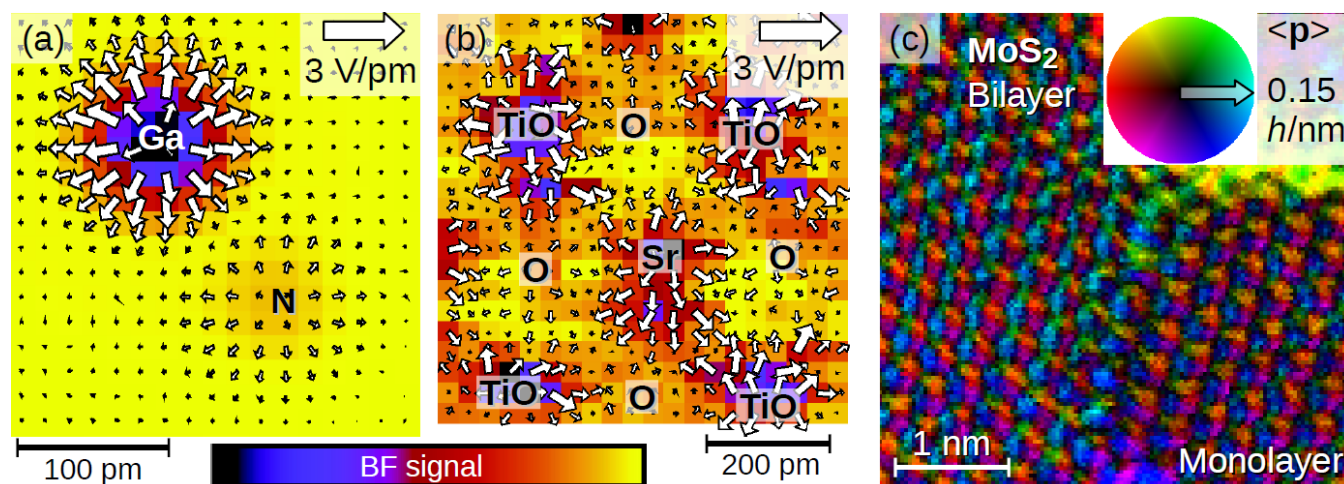 (a)
3 V/pm
Ga
N
100 pm
(b)
3 V/pm
TiO
O
TiO
O
Sr
O
TiO
O
TiO
BF signal
200 pm
(c)
MoS₂
Bilayer
<p>
0.15
h/nm
1 nm
Monolayer